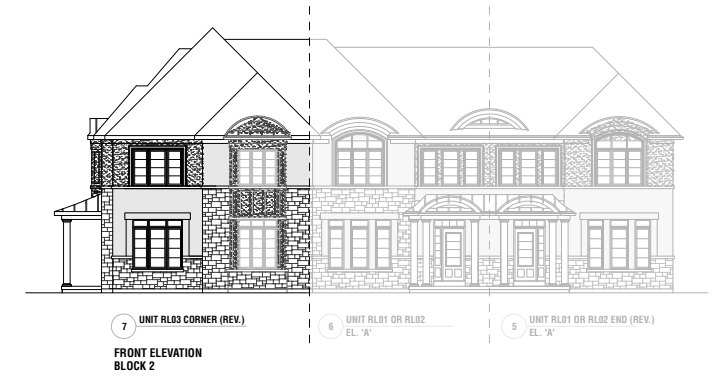 7 UNIT RL03 CORNER (REV.)
6 UNIT RL01 OR RL02
EL. 'A'
5 UNIT RL01 OR RL02 END (REV.)
EL. 'A'
FRONT ELEVATION
BLOCK 2